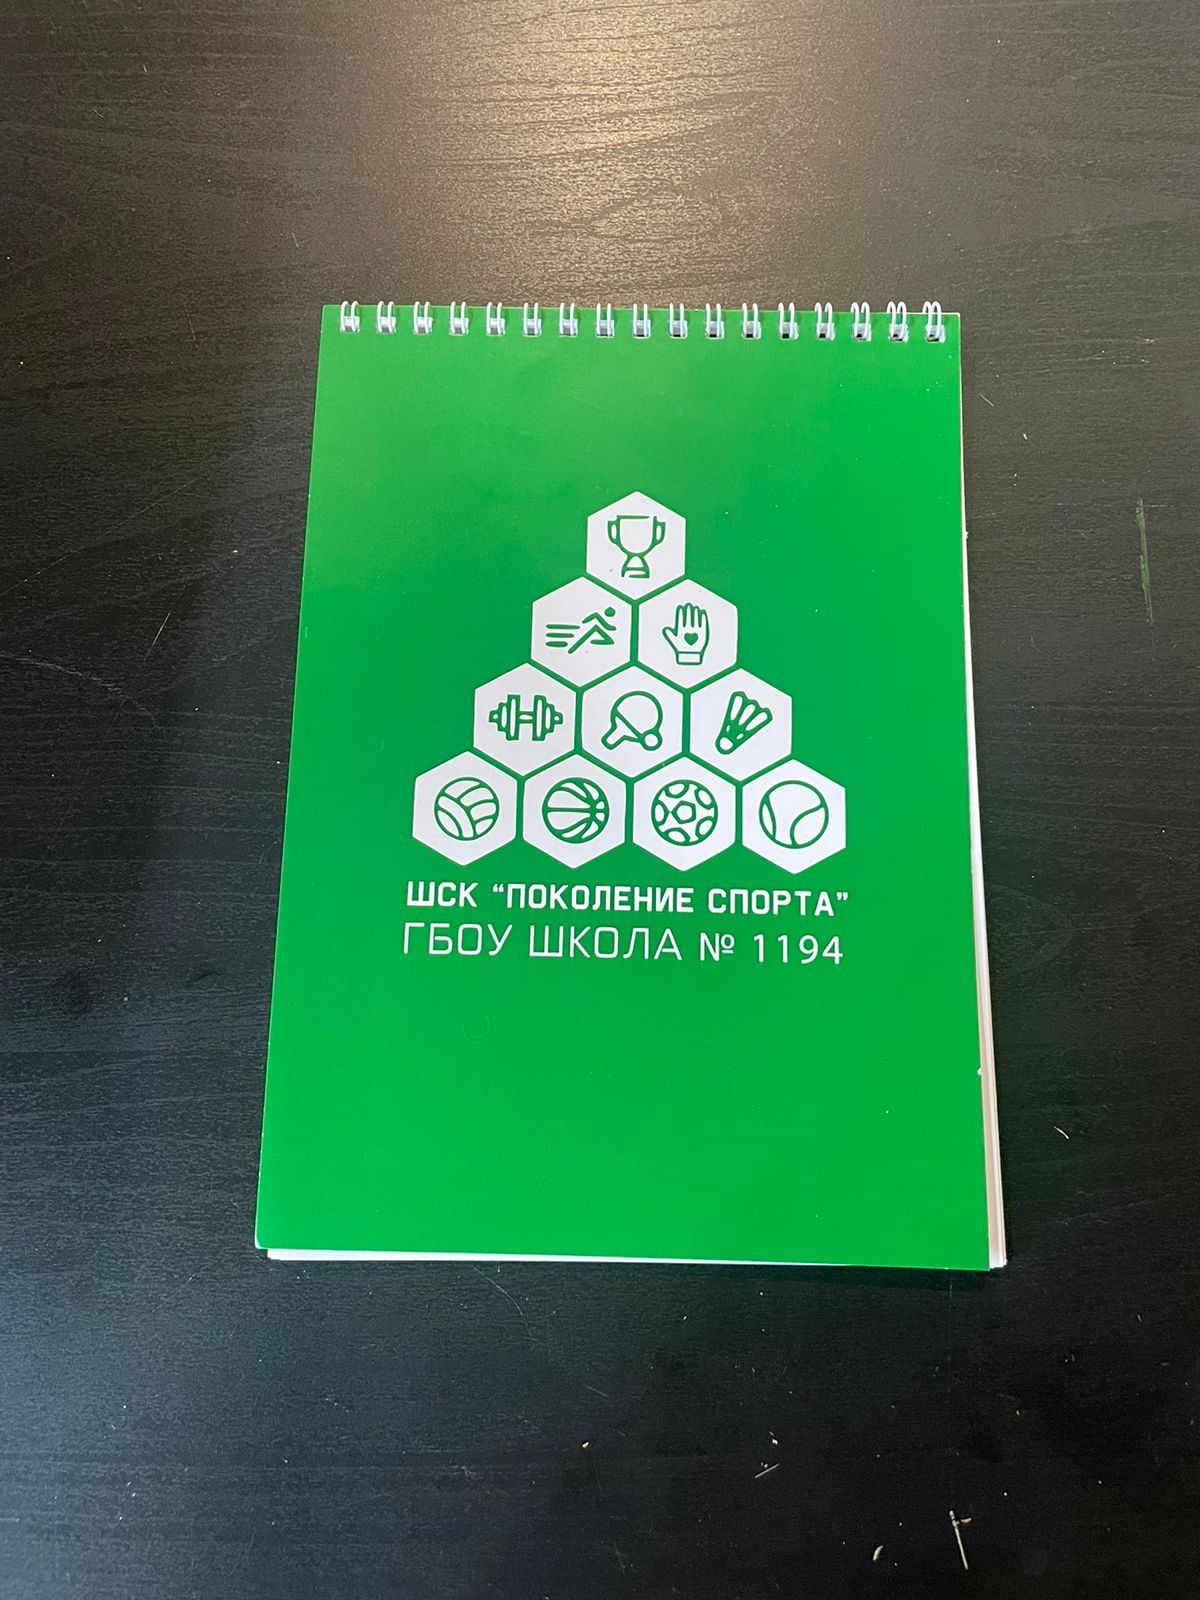 ШСК “ПОКОЛЕНИЕ СПОРТА”
ГБОУ ШКОЛА № 1194